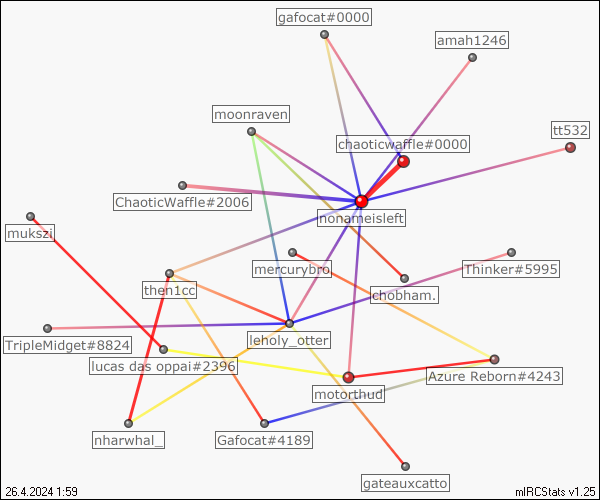 gafocat#0000
amah1246
moonraven
chaoticwaffle#0000
tt532
ChaoticWaffle#2006
nonameisleft
mukszi
mercurybro
Thinker#5995
then1cc
chobham.
TripleMidget#8824
leholy_otter
lucas das oppai#2396
motorthud
Azure Reborn#4243
nharwhal_
Gafocat#4189
gateauxcatto
26.4.2024 1:59
mIRCStats v1.25